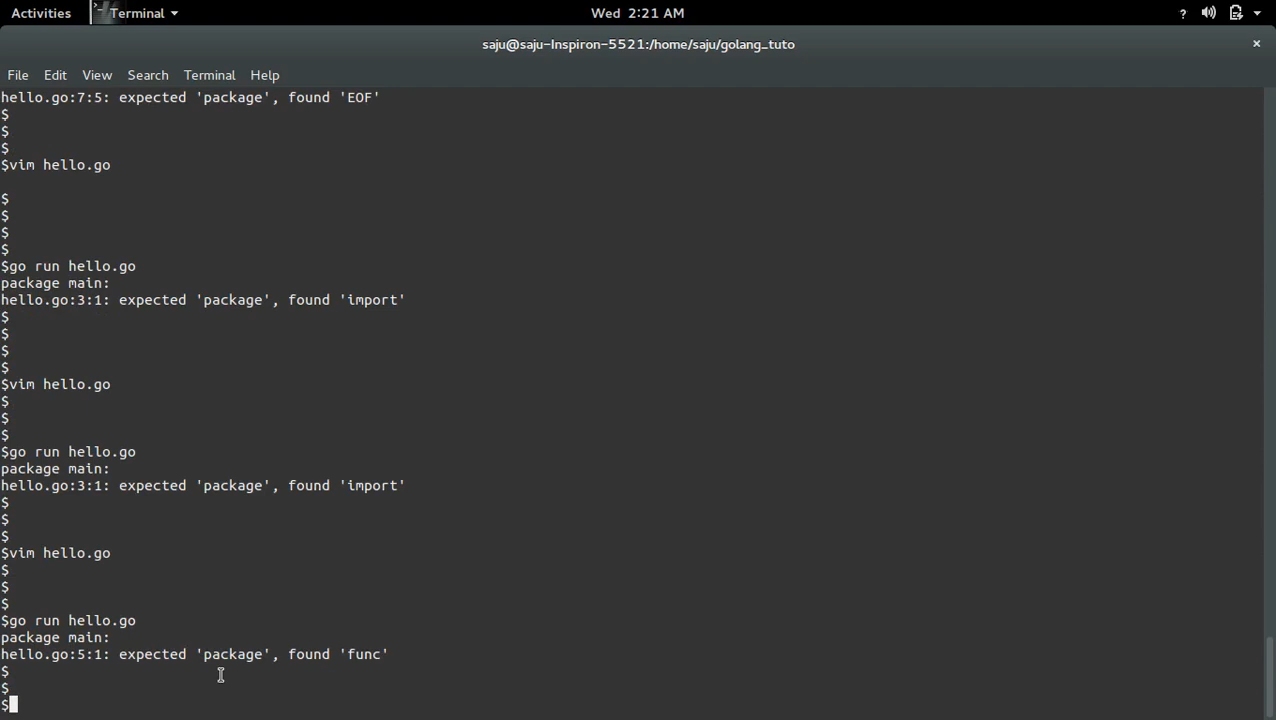 Activities
Terminal
Wed 2:21 AM
?
saju@saju-Inspiron-5521:/home/saju/golang_tuto
×
File Edit View Search Terminal Help
hello.go:7:5: expected 'package', found 'EOF'
$
$
$
$vim hello.go
$
$
$
$
$go run hello.go
package main:
hello.go:3:1: expected 'package', found 'import'
$
$
$
$
$vim hello.go
$
$
$
$go run hello.go
package main:
hello.go:3:1: expected 'package', found 'import'
$
$
$
$vim hello.go
$
$
$
$go run hello.go
package main:
hello.go:5:1: expected 'package', found 'func'
$
$
$